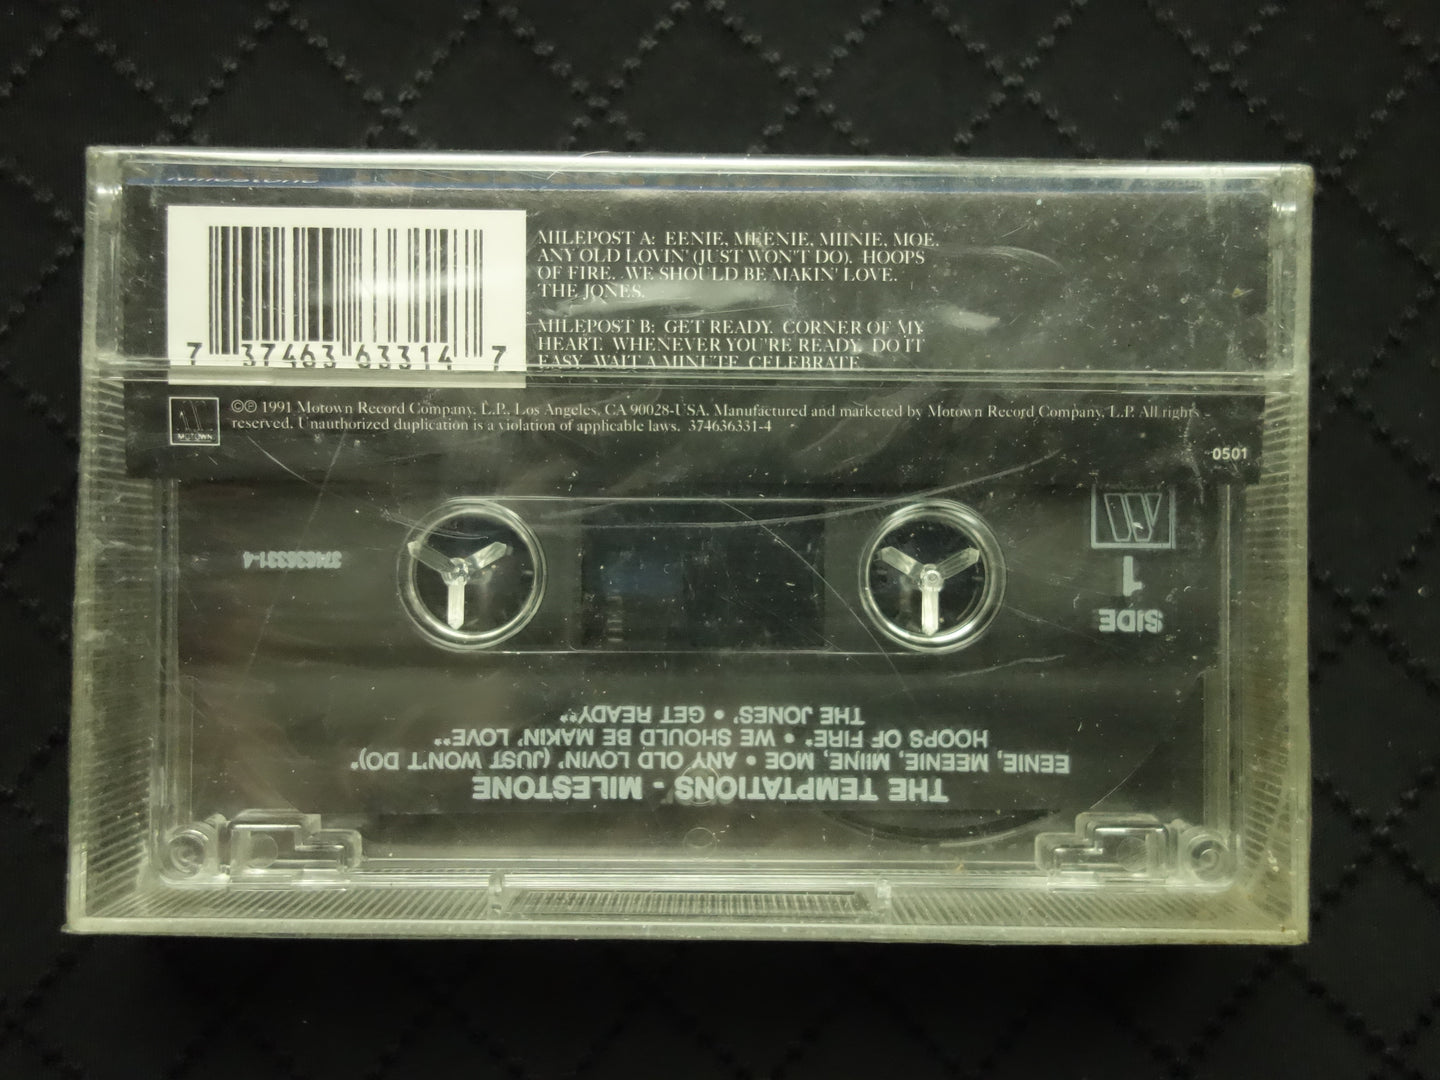 7 37463 63314 7
MILEPOST A: EENIE, MEENIE, MIINIE, MOE.
ANY OLD LOVIN' (JUST WON'T DO). HOOPS
OF FIRE. WE SHOULD BE MAKIN' LOVE.
THE JONES.
MILEPOST B: GET READY. CORNER OF MY
HEART. WHENEVER YOU'RE READY. DO IT
EASY. WAIT A MINUTE. CELEBRATE.
MOTOWN
©℗ 1991 Motown Record Company, L.P., Los Angeles, CA 90028-USA. Manufactured and marketed by Motown Record Company, L.P. All rights
reserved. Unauthorized duplication is a violation of applicable laws. 374636331-4
0501
M
SIDE
1
374636331-4
THE TEMPTATIONS - MILESTONE
EENIE, MEENIE, MIINE, MOE • ANY OLD LOVIN' (JUST WON'T DO)*
HOOPS OF FIRE* • WE SHOULD BE MAKIN' LOVE**
THE JONES' • GET READY**